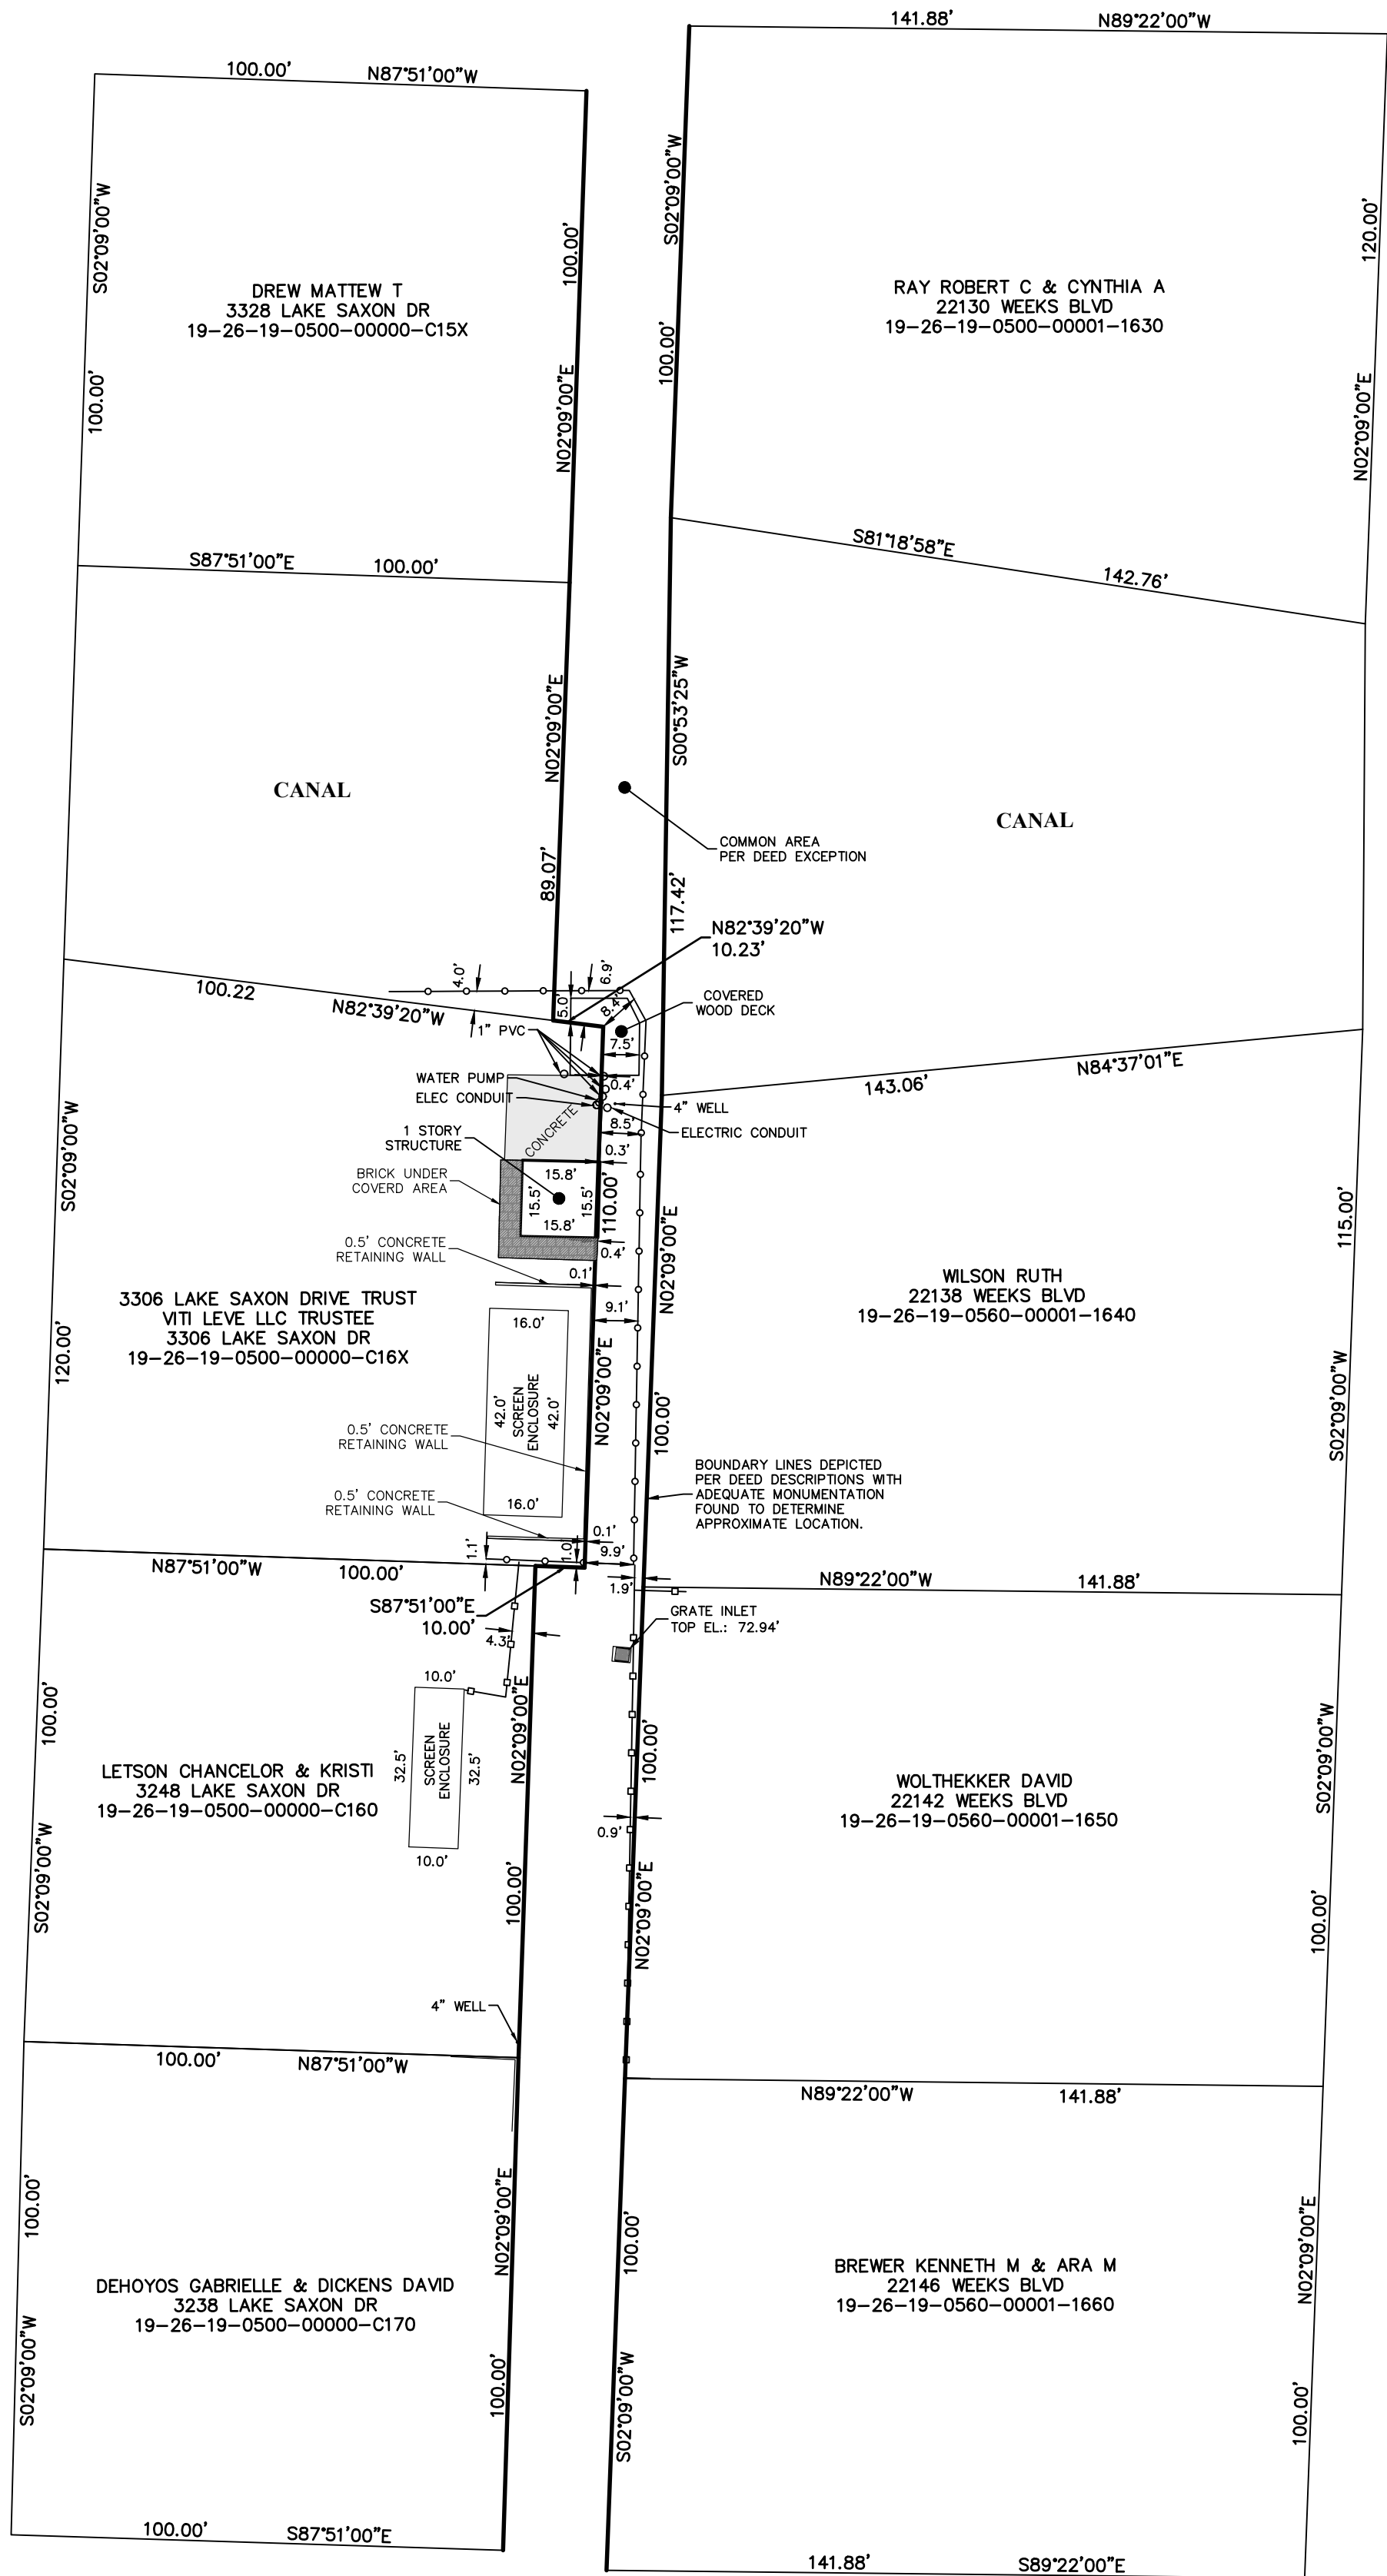 141.88' N89°22'00"W
100.00' N87°51'00"W
S02°09'00"W
100.00'
DREW MATTEW T
3328 LAKE SAXON DR
19-26-19-0500-00000-C15X
100.00'
N02°09'00"E
S02°09'00"W
100.00'
RAY ROBERT C & CYNTHIA A
22130 WEEKS BLVD
19-26-19-0500-00001-1630
120.00'
N02°09'00"E
S87°51'00"E 100.00'
S81°18'58"E 142.76'
CANAL
N02°09'00"E
89.07'
S00°53'25"W
117.42'
COMMON AREA
PER DEED EXCEPTION
CANAL
N82°39'20"W
10.23'
100.22
N82°39'20"W
4.0'
6.9'
5.0'
8.4'
COVERED
WOOD DECK
1" PVC
7.5'
0.4'
WATER PUMP
ELEC CONDUIT
4" WELL
ELECTRIC CONDUIT
8.5'
CONCRETE
143.06' N84°37'01"E
1 STORY
STRUCTURE
0.3'
15.8'
15.5'
15.5'
15.8'
110.00'
BRICK UNDER
COVERD AREA
0.4'
0.5' CONCRETE
RETAINING WALL
0.1'
9.1'
S02°09'00"W
120.00'
3306 LAKE SAXON DRIVE TRUST
VITI LEVE LLC TRUSTEE
3306 LAKE SAXON DR
19-26-19-0500-00000-C16X
16.0'
42.0'
SCREEN
ENCLOSURE
42.0'
16.0'
N02°09'00"E
N02°09'00"E
100.00'
WILSON RUTH
22138 WEEKS BLVD
19-26-19-0560-00001-1640
115.00'
S02°09'00"W
0.5' CONCRETE
RETAINING WALL
0.5' CONCRETE
RETAINING WALL
BOUNDARY LINES DEPICTED
PER DEED DESCRIPTIONS WITH
ADEQUATE MONUMENTATION
FOUND TO DETERMINE
APPROXIMATE LOCATION.
0.1'
1.1'
1.0'
9.9'
1.9'
N87°51'00"W 100.00'
N89°22'00"W 141.88'
S87°51'00"E
10.00'
4.3'
GRATE INLET
TOP EL.: 72.94'
10.0'
32.5'
SCREEN
ENCLOSURE
32.5'
10.0'
100.00'
S02°09'00"W
LETSON CHANCELOR & KRISTI
3248 LAKE SAXON DR
19-26-19-0500-00000-C160
N02°09'00"E
100.00'
100.00'
0.9'
N02°09'00"E
WOLTHEKKER DAVID
22142 WEEKS BLVD
19-26-19-0560-00001-1650
S02°09'00"W
100.00'
4" WELL
100.00' N87°51'00"W
N89°22'00"W 141.88'
100.00'
S02°09'00"W
DEHOYOS GABRIELLE & DICKENS DAVID
3238 LAKE SAXON DR
19-26-19-0500-00000-C170
N02°09'00"E
100.00'
100.00'
S02°09'00"W
BREWER KENNETH M & ARA M
22146 WEEKS BLVD
19-26-19-0560-00001-1660
N02°09'00"E
100.00'
100.00' S87°51'00"E
141.88' S89°22'00"E